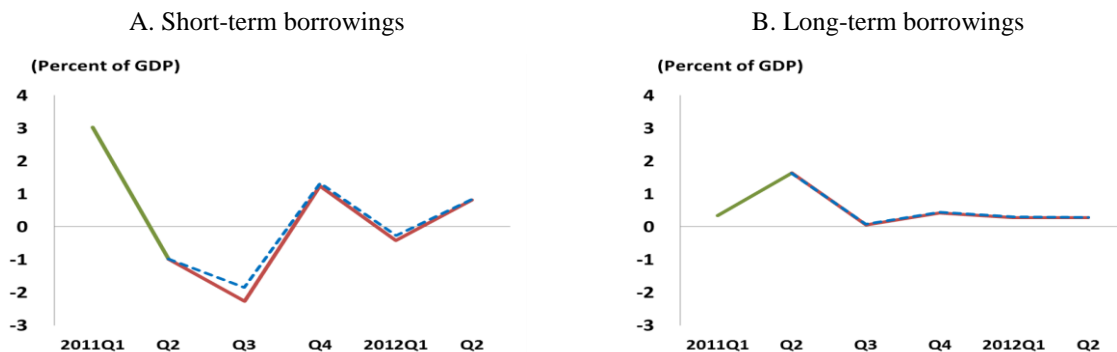 A. Short-term borrowings
(Percent of GDP)
4
3
2
1
0
-1
-2
-3
2011Q1 Q2 Q3 Q4 2012Q1 Q2
B. Long-term borrowings
(Percent of GDP)
4
3
2
1
0
-1
-2
-3
2011Q1 Q2 Q3 Q4 2012Q1 Q2